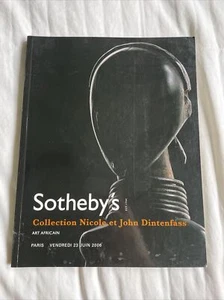 Sotheby's
Collection Nicole et John Dintenfass
ART AFRICAIN
PARIS VENDREDI 23 JUIN 2006